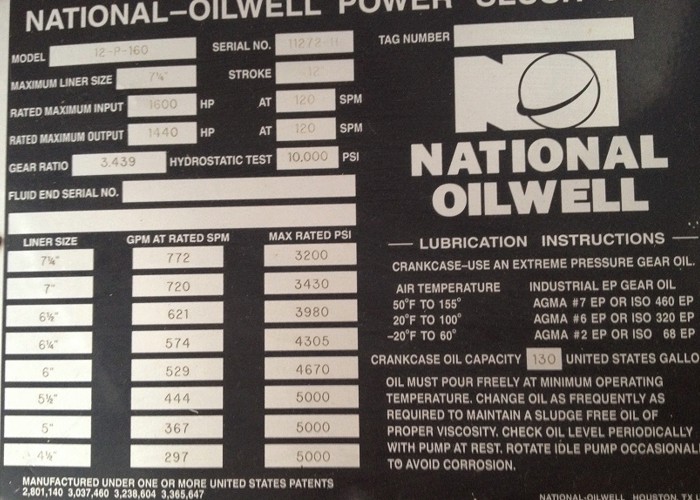 NATIONAL-OILWELL POWER
MODEL 12-P-160 SERIAL NO. 11272-
MAXIMUM LINER SIZE 7¼" STROKE 12"
RATED MAXIMUM INPUT 1600 HP AT 120 SPM
RATED MAXIMUM OUTPUT 1440 HP AT 120 SPM
GEAR RATIO 3.439 HYDROSTATIC TEST 10,000 PSI
FLUID END SERIAL NO.
LINER SIZE GPM AT RATED SPM MAX RATED PSI
7¼" 772 3200
7" 720 3430
6½" 621 3980
6¼" 574 4305
6" 529 4670
5½" 444 5000
5" 367 5000
4½" 297 5000
MANUFACTURED UNDER ONE OR MORE UNITED STATES PATENTS
2,801,140 3,037,460 3,238,604 3,365,647
TAG NUMBER
NATIONAL
OILWELL
LUBRICATION INSTRUCTIONS
CRANKCASE-USE AN EXTREME PRESSURE GEAR OIL.
AIR TEMPERATURE INDUSTRIAL EP GEAR OIL
50°F TO 155° AGMA #7 EP OR ISO 460 EP
20°F TO 100° AGMA #6 EP OR ISO 320 EP
-20°F TO 60° AGMA #2 EP OR ISO 68 EP
CRANKCASE OIL CAPACITY 130 UNITED STATES GALLO
OIL MUST POUR FREELY AT MINIMUM OPERATING
TEMPERATURE. CHANGE OIL AS FREQUENTLY AS
REQUIRED TO MAINTAIN A SLUDGE FREE OIL OF
PROPER VISCOSITY. CHECK OIL LEVEL PERIODICALLY
WITH PUMP AT REST. ROTATE IDLE PUMP OCCASIONAL
TO AVOID CORROSION.
NATIONAL-OILWELL HOUSTON, TX